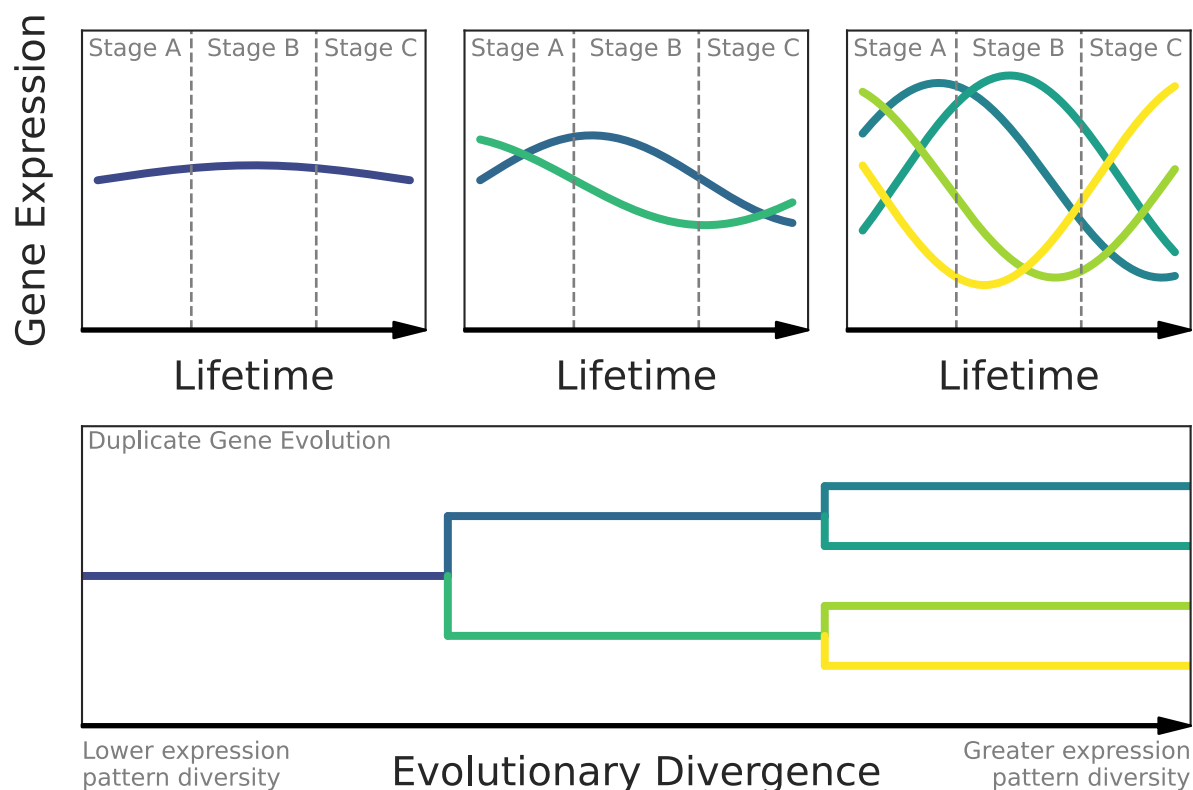 Gene Expression
Stage A
Stage B
Stage C
Stage A
Stage B
Stage C
Stage A
Stage B
Stage C
Lifetime
Lifetime
Lifetime
Duplicate Gene Evolution
Lower expression
pattern diversity
Evolutionary Divergence
Greater expression
pattern diversity